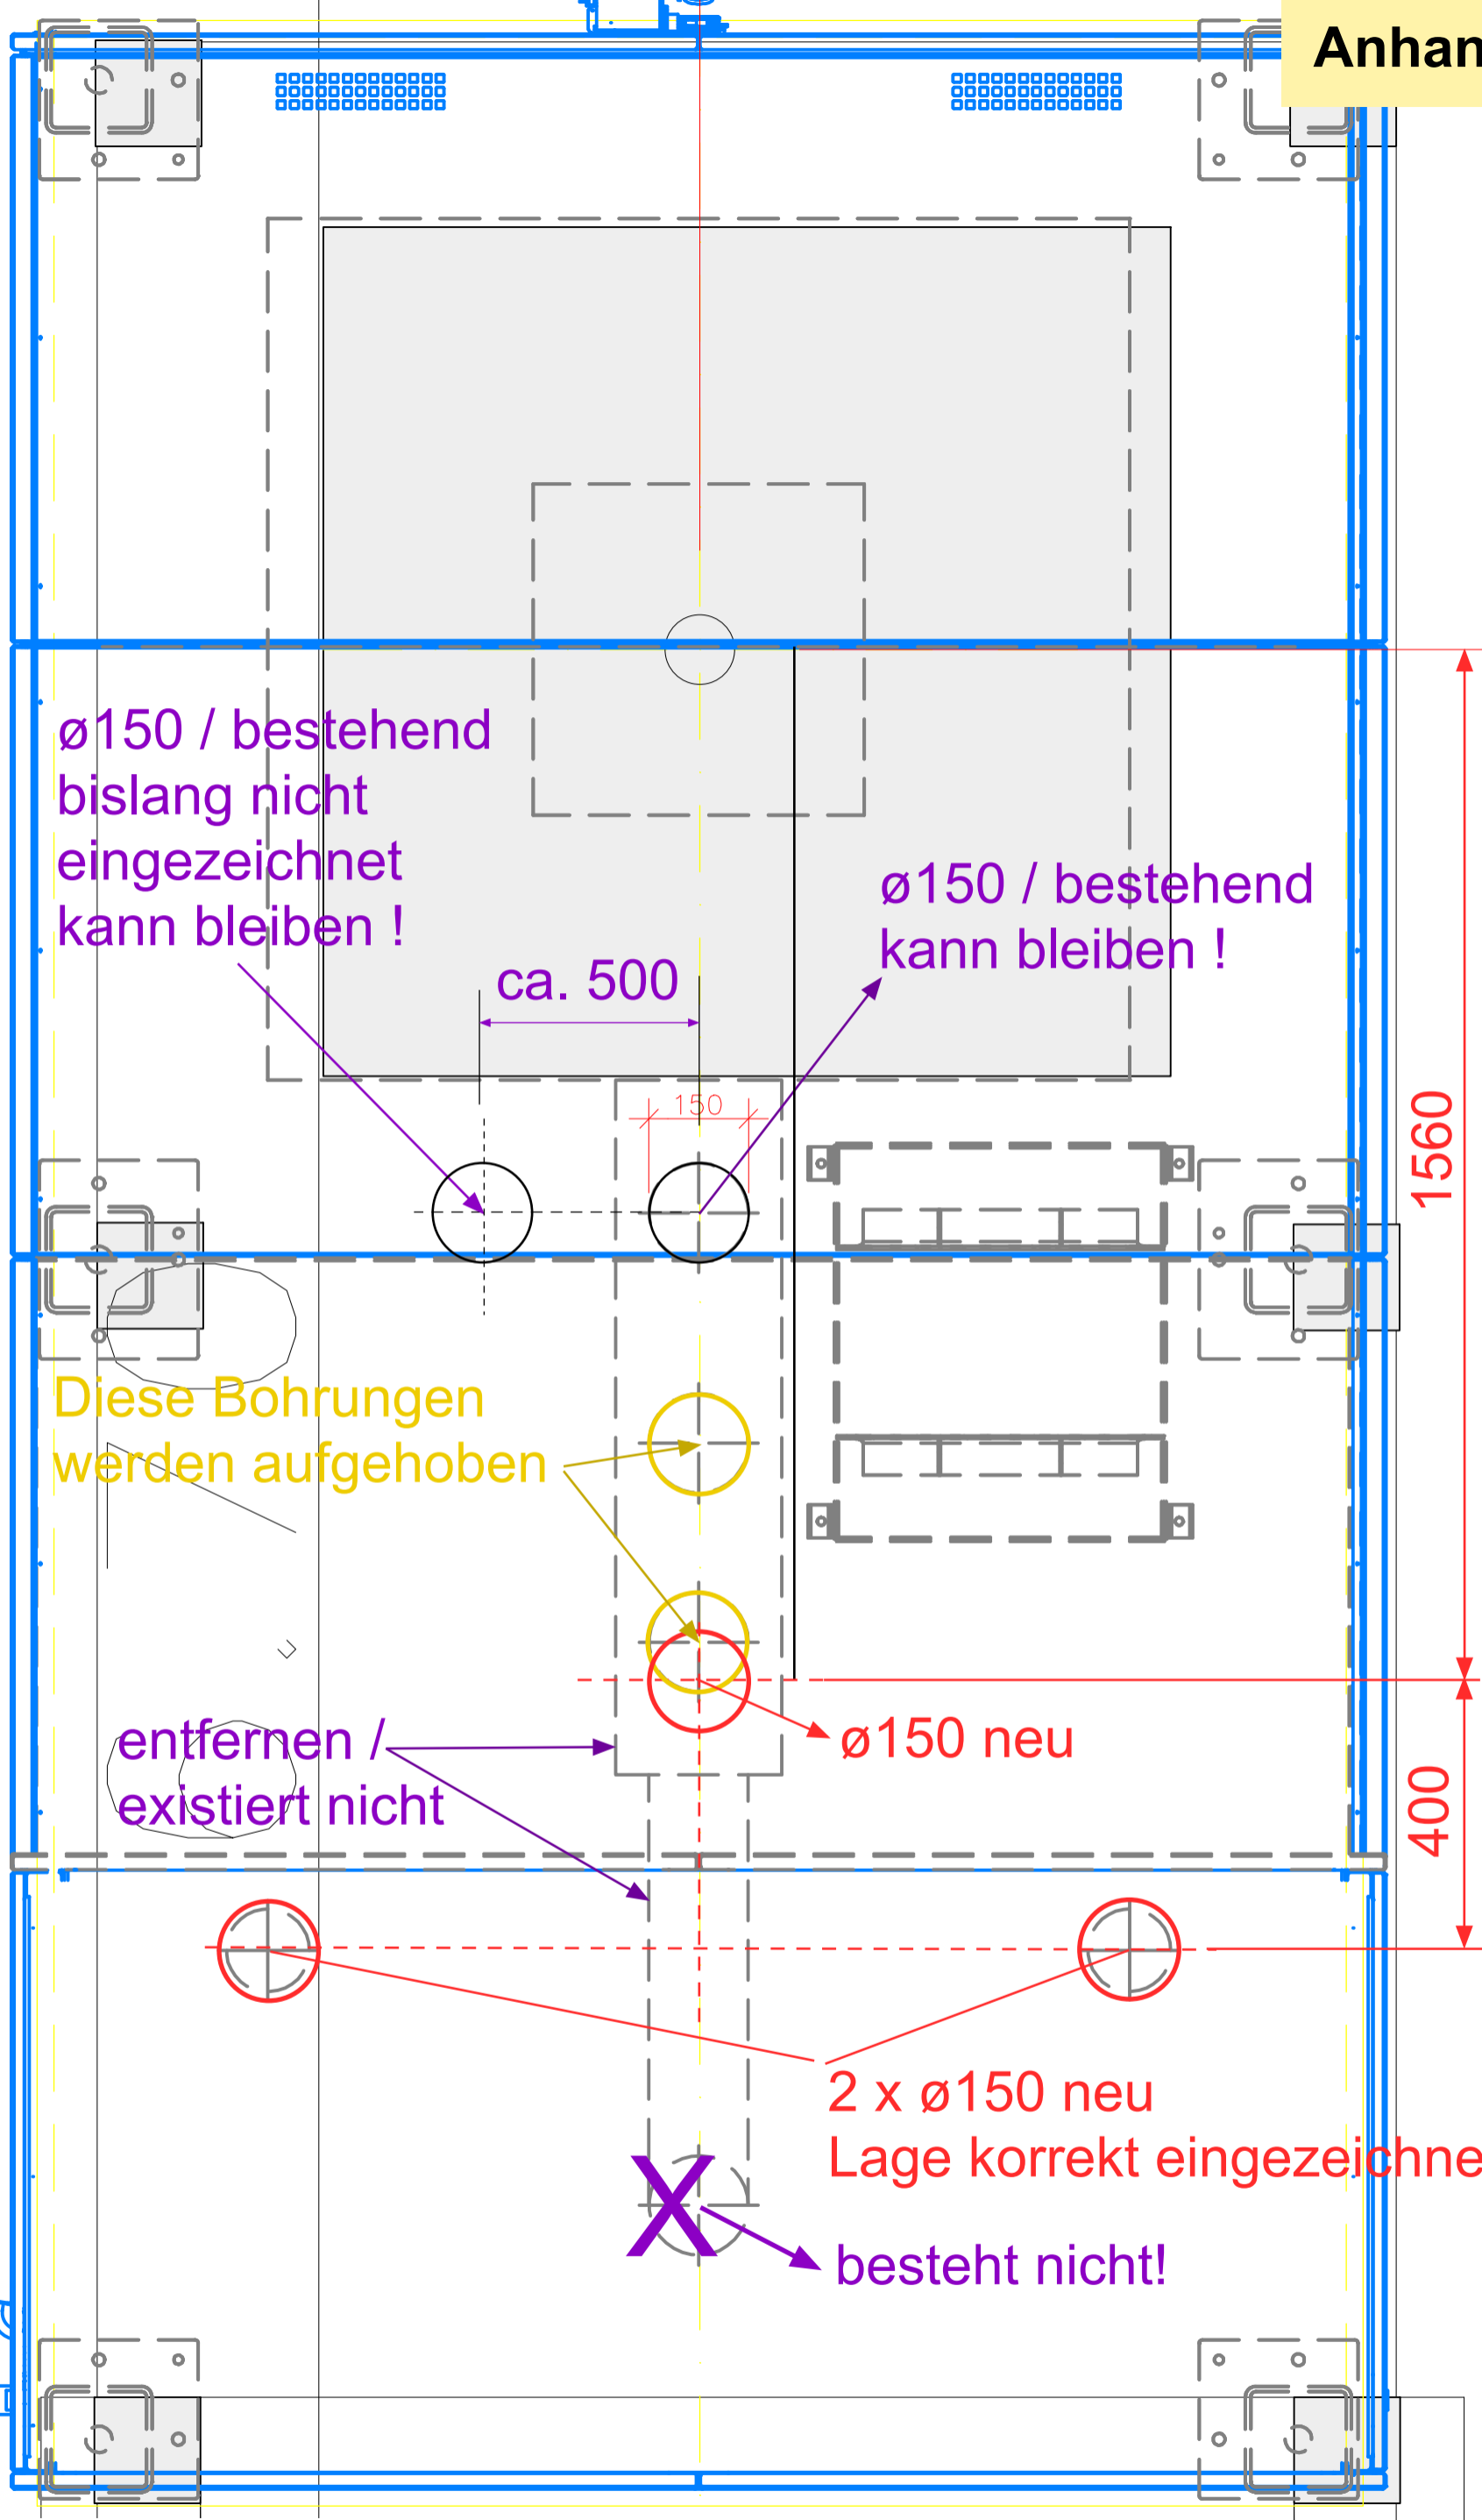 Anhan
ø150 / bestehend
bislang nicht
eingezeichnet
kann bleiben !
ø150 / bestehend
kann bleiben !
ca. 500
150
1560
Diese Bohrungen
werden aufgehoben
entfernen /
existiert nicht
ø150 neu
400
2 x ø150 neu
Lage korrekt eingezeichne
X
besteht nicht!